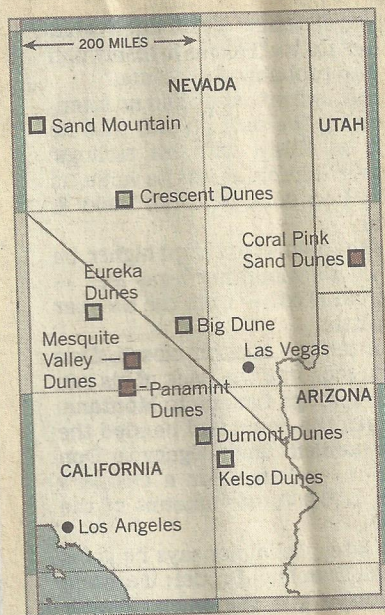 200 MILES
NEVADA
Sand Mountain
UTAH
Crescent Dunes
Coral Pink
Sand Dunes
Eureka
Dunes
Big Dune
Mesquite
Valley
Dunes
Las Vegas
Panamint
Dunes
ARIZONA
Dumont Dunes
Kelso Dunes
CALIFORNIA
Los Angeles